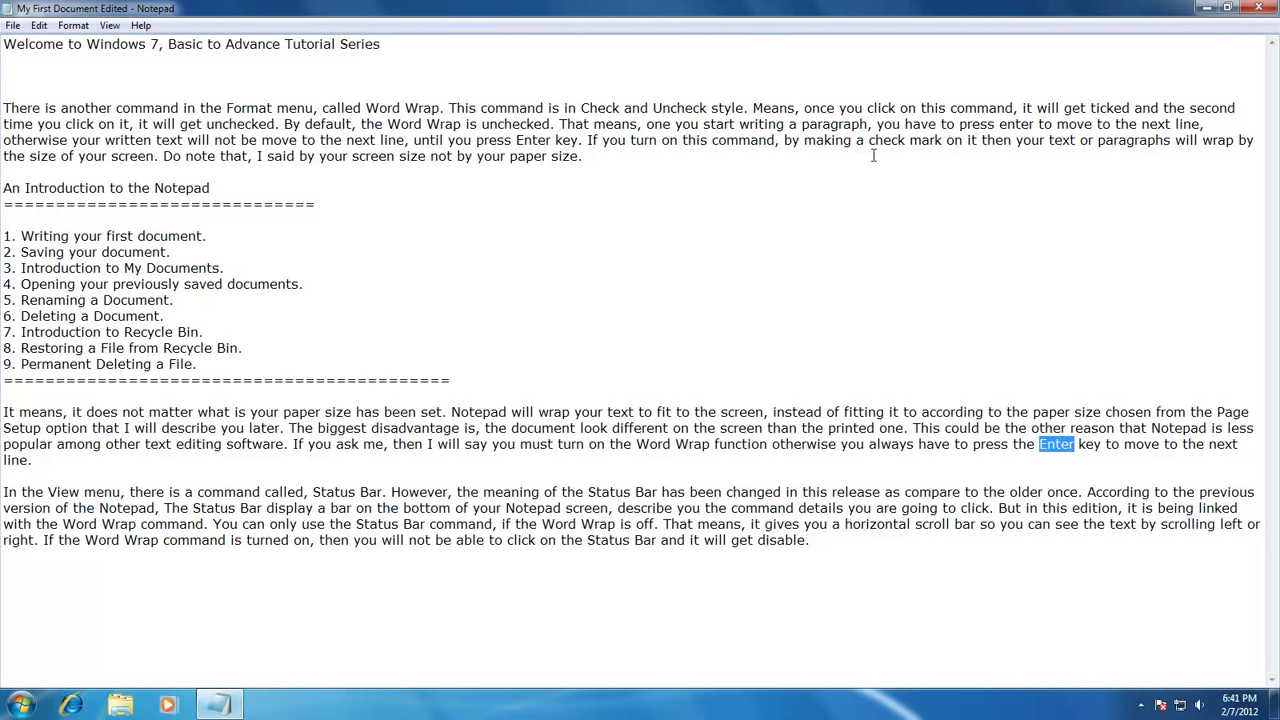 My First Document Edited - Notepad
File Edit Format View Help
Welcome to Windows 7, Basic to Advance Tutorial Series
There is another command in the Format menu, called Word Wrap. This command is in Check and Uncheck style. Means, once you click on this command, it will get ticked and the second
time you click on it, it will get unchecked. By default, the Word Wrap is unchecked. That means, one you start writing a paragraph, you have to press enter to move to the next line,
otherwise your written text will not be move to the next line, until you press Enter key. If you turn on this command, by making a check mark on it then your text or paragraphs will wrap by
the size of your screen. Do note that, I said by your screen size not by your paper size.
An Introduction to the Notepad
==============================
1. Writing your first document.
2. Saving your document.
3. Introduction to My Documents.
4. Opening your previously saved documents.
5. Renaming a Document.
6. Deleting a Document.
7. Introduction to Recycle Bin.
8. Restoring a File from Recycle Bin.
9. Permanent Deleting a File.
===========================================
It means, it does not matter what is your paper size has been set. Notepad will wrap your text to fit to the screen, instead of fitting it to according to the paper size chosen from the Page
Setup option that I will describe you later. The biggest disadvantage is, the document look different on the screen than the printed one. This could be the other reason that Notepad is less
popular among other text editing software. If you ask me, then I will say you must turn on the Word Wrap function otherwise you always have to press the Enter key to move to the next
line.
In the View menu, there is a command called, Status Bar. However, the meaning of the Status Bar has been changed in this release as compare to the older once. According to the previous
version of the Notepad, The Status Bar display a bar on the bottom of your Notepad screen, describe you the command details you are going to click. But in this edition, it is being linked
with the Word Wrap command. You can only use the Status Bar command, if the Word Wrap is off. That means, it gives you a horizontal scroll bar so you can see the text by scrolling left or
right. If the Word Wrap command is turned on, then you will not be able to click on the Status Bar and it will get disable.
6:41 PM
2/7/2012